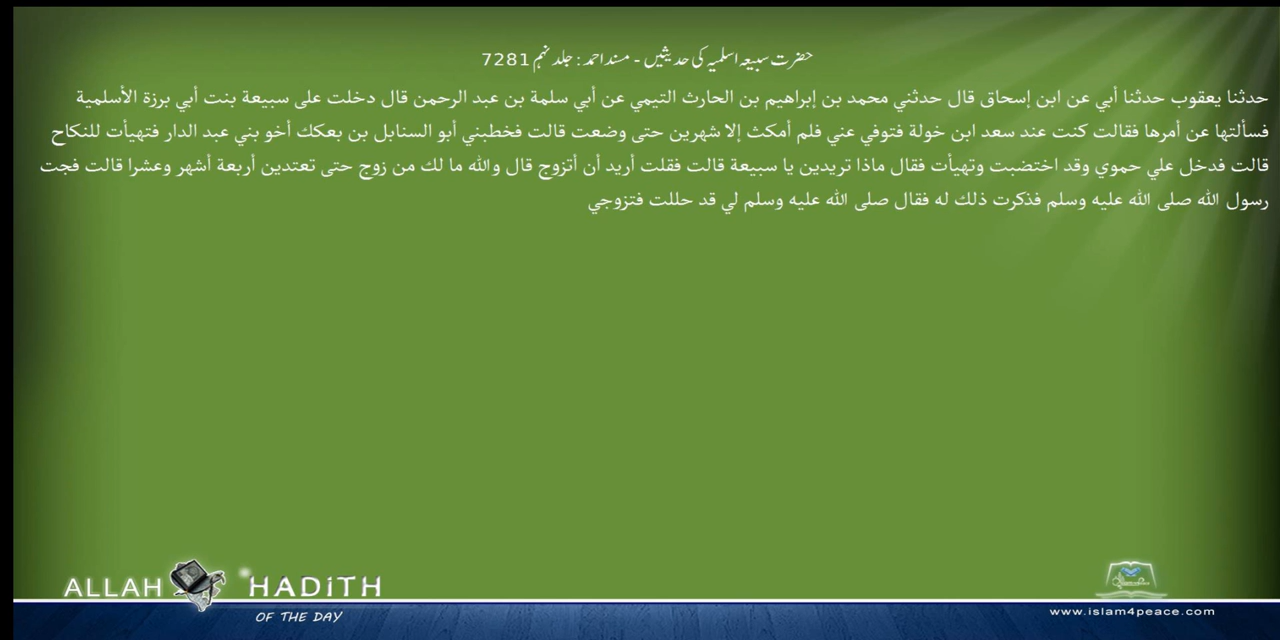 حضرت سبیعہ اسلمیہ کی حدیثیں - مسند احمد : جلد نہم 7281
حدثنا يعقوب حدثنا أبي عن ابن إسحاق قال حدثني محمد بن إبراهيم بن الحارث التيمي عن أبي سلمة بن عبد الرحمن قال دخلت على سبيعة بنت أبي برزة الأسلمية
فسألتها عن أمرها فقالت كنت عند سعد ابن خولة فتوفي عني فلم أمكث إلا شهرين حتى وضعت قالت فخطبني أبو السنابل بن بعكك أخو بني عبد الدار فتهيأت للنكاح
قالت فدخل علي حموي وقد اختضبت وتهيأت فقال ماذا تريدين يا سبيعة قالت فقلت أريد أن أتزوج قال والله ما لك من زوج حتى تعتدين أربعة أشهر وعشرا قالت فجت
رسول الله صلى الله عليه وسلم فذكرت ذلك له فقال صلى الله عليه وسلم لي قد حللت فتزوجي
ALLAH HADITH
OF THE DAY
www.islam4peace.com